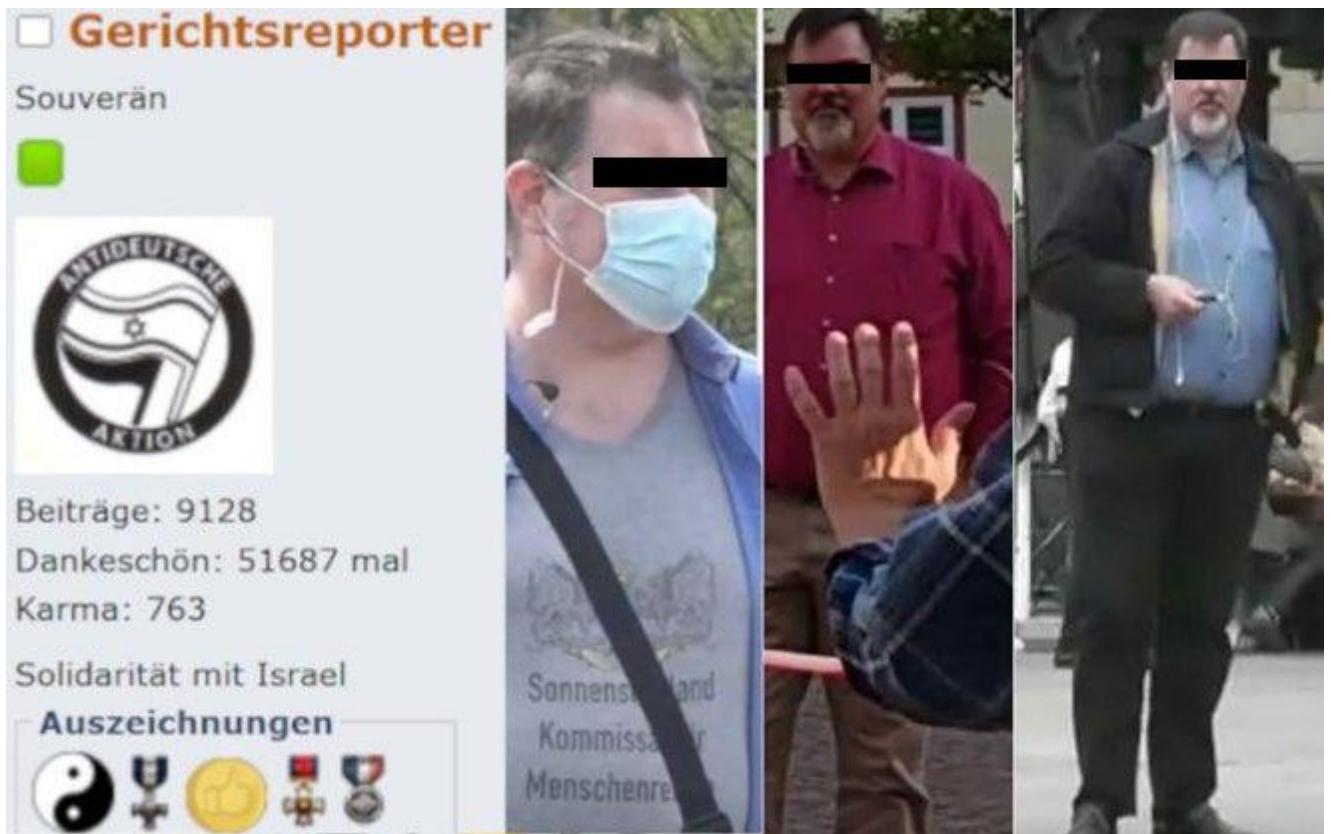 Gerichtsreporter
Souverän
ANTIDEUTSCHE
AKTION
Beiträge: 9128
Dankeschön: 51687 mal
Karma: 763
Solidarität mit Israel
Auszeichnungen